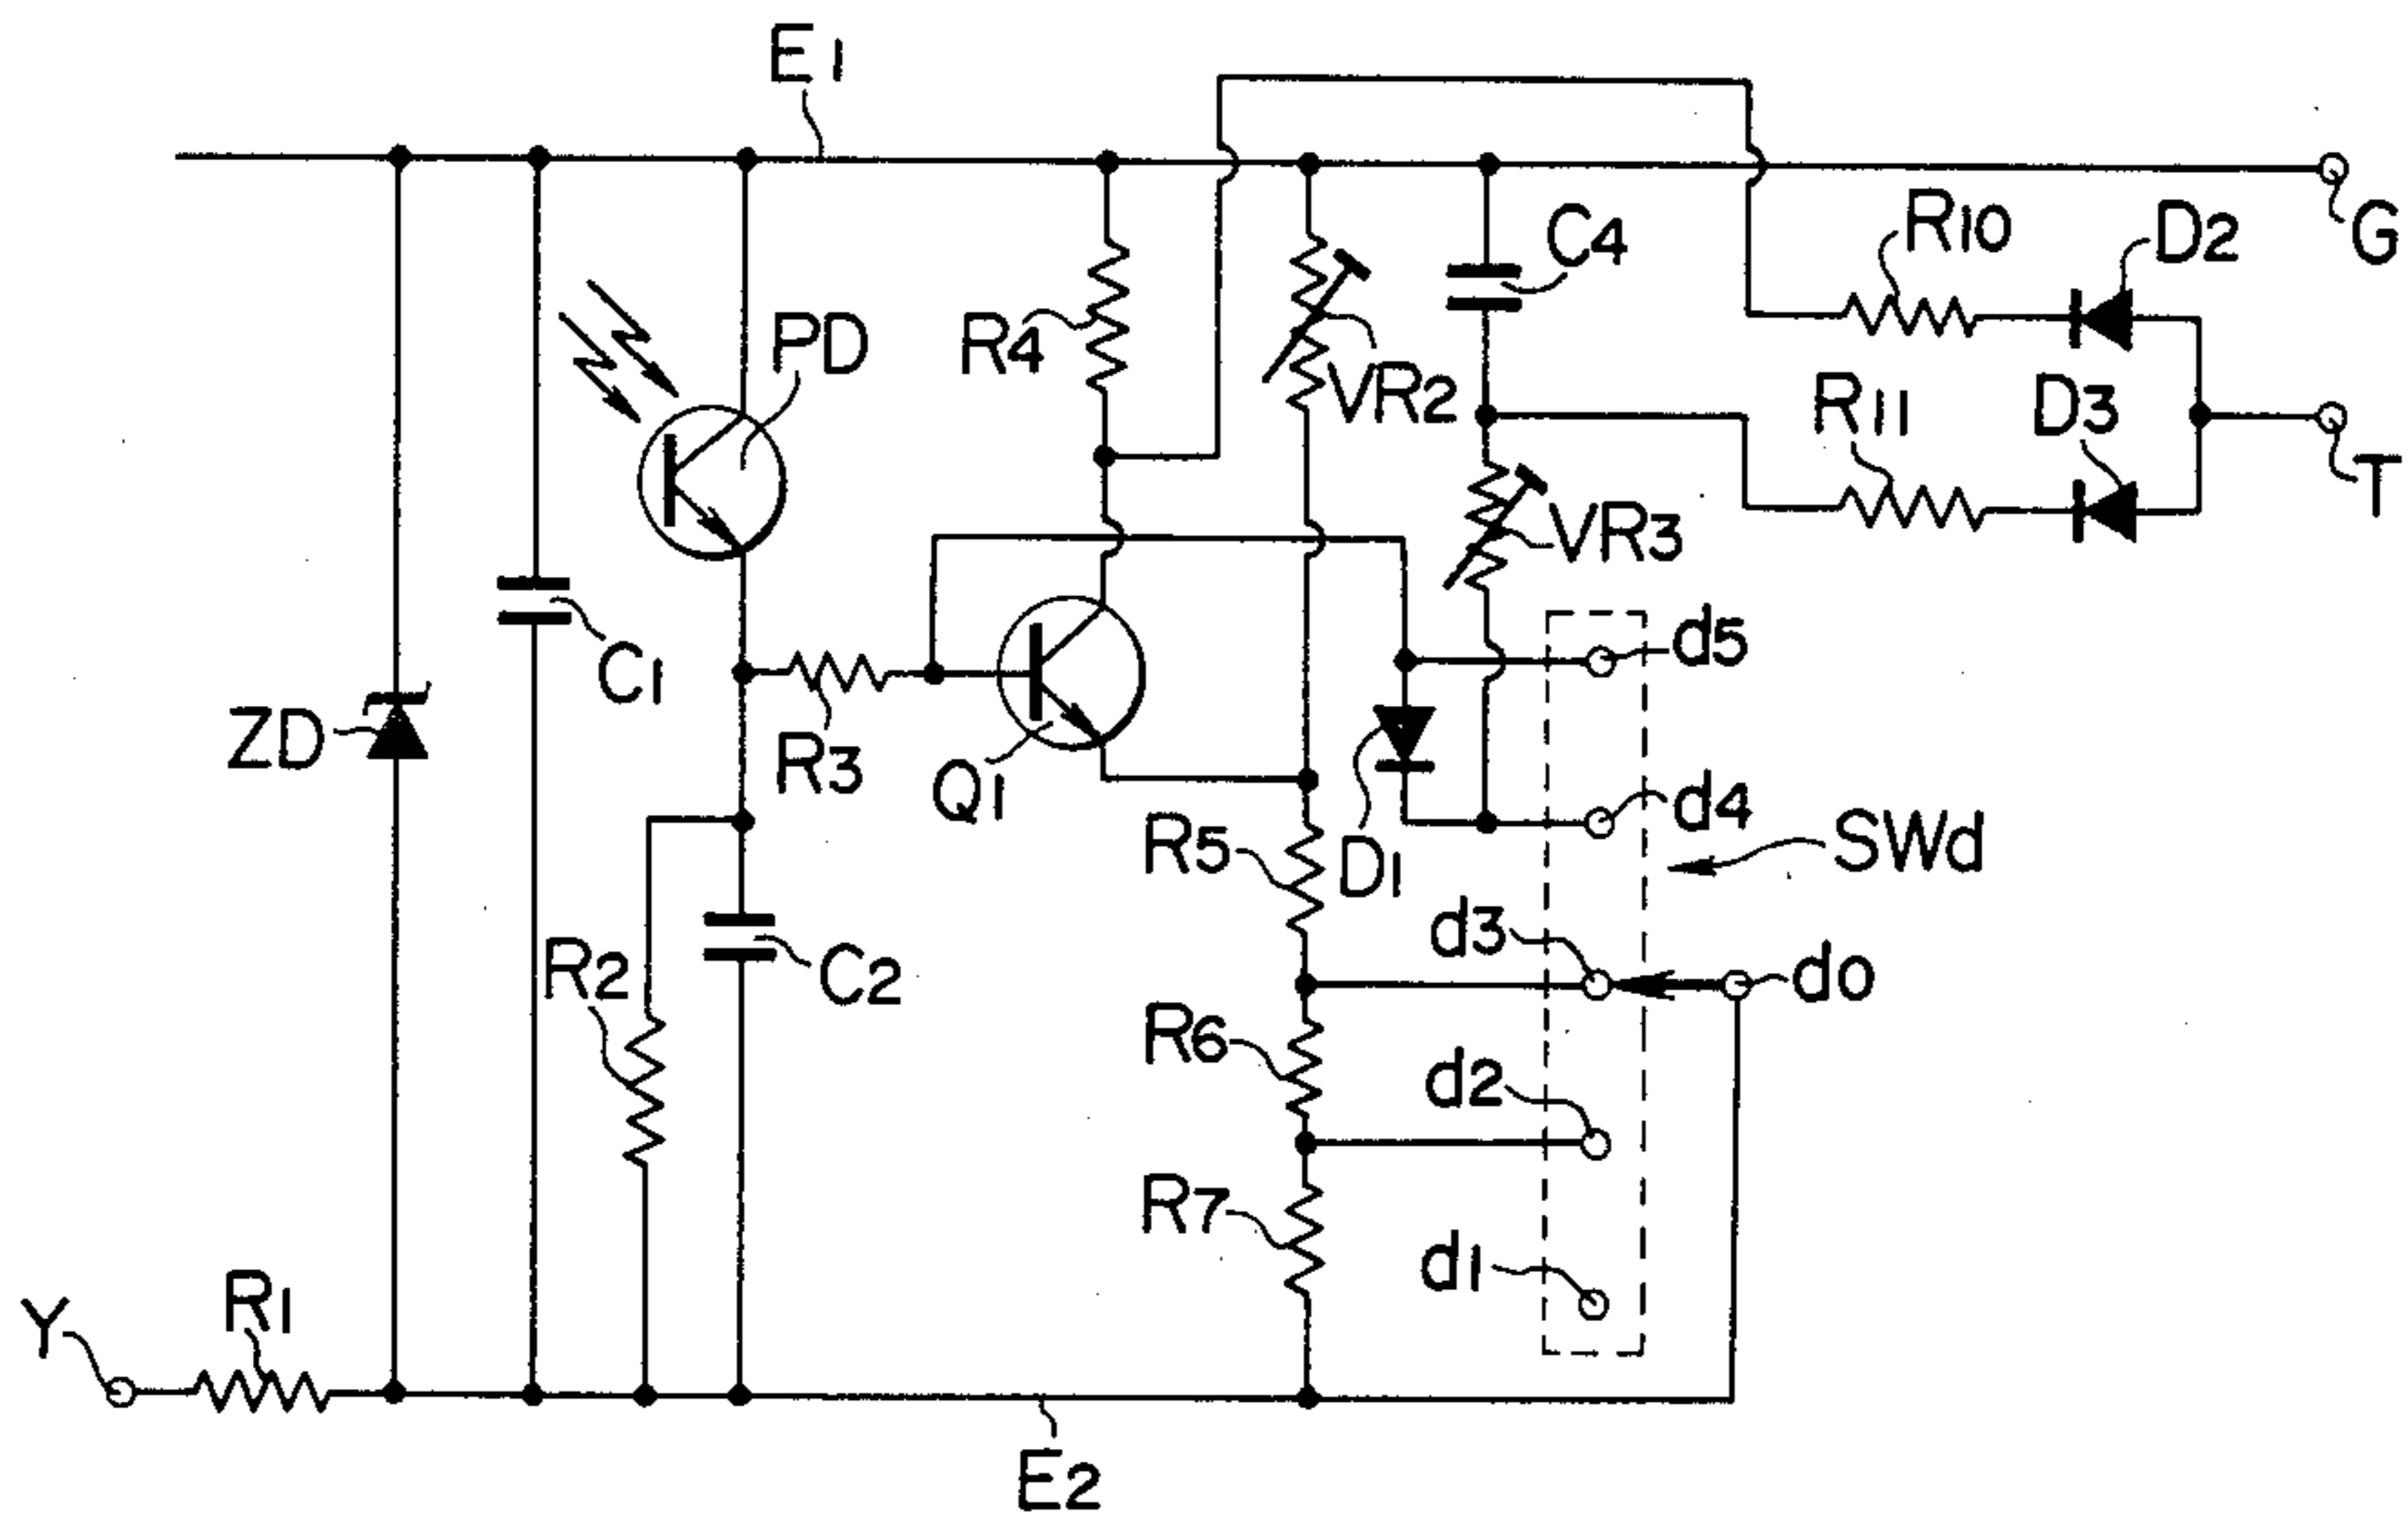 E1
G
C4
R10
D2
PD
R4
VR2
R11
D3
T
VR3
d5
C1
ZD
R3
Q1
d4
R5
D1
SWd
d3
d0
R2
C2
R6
d2
R7
d1
Y
R1
E2